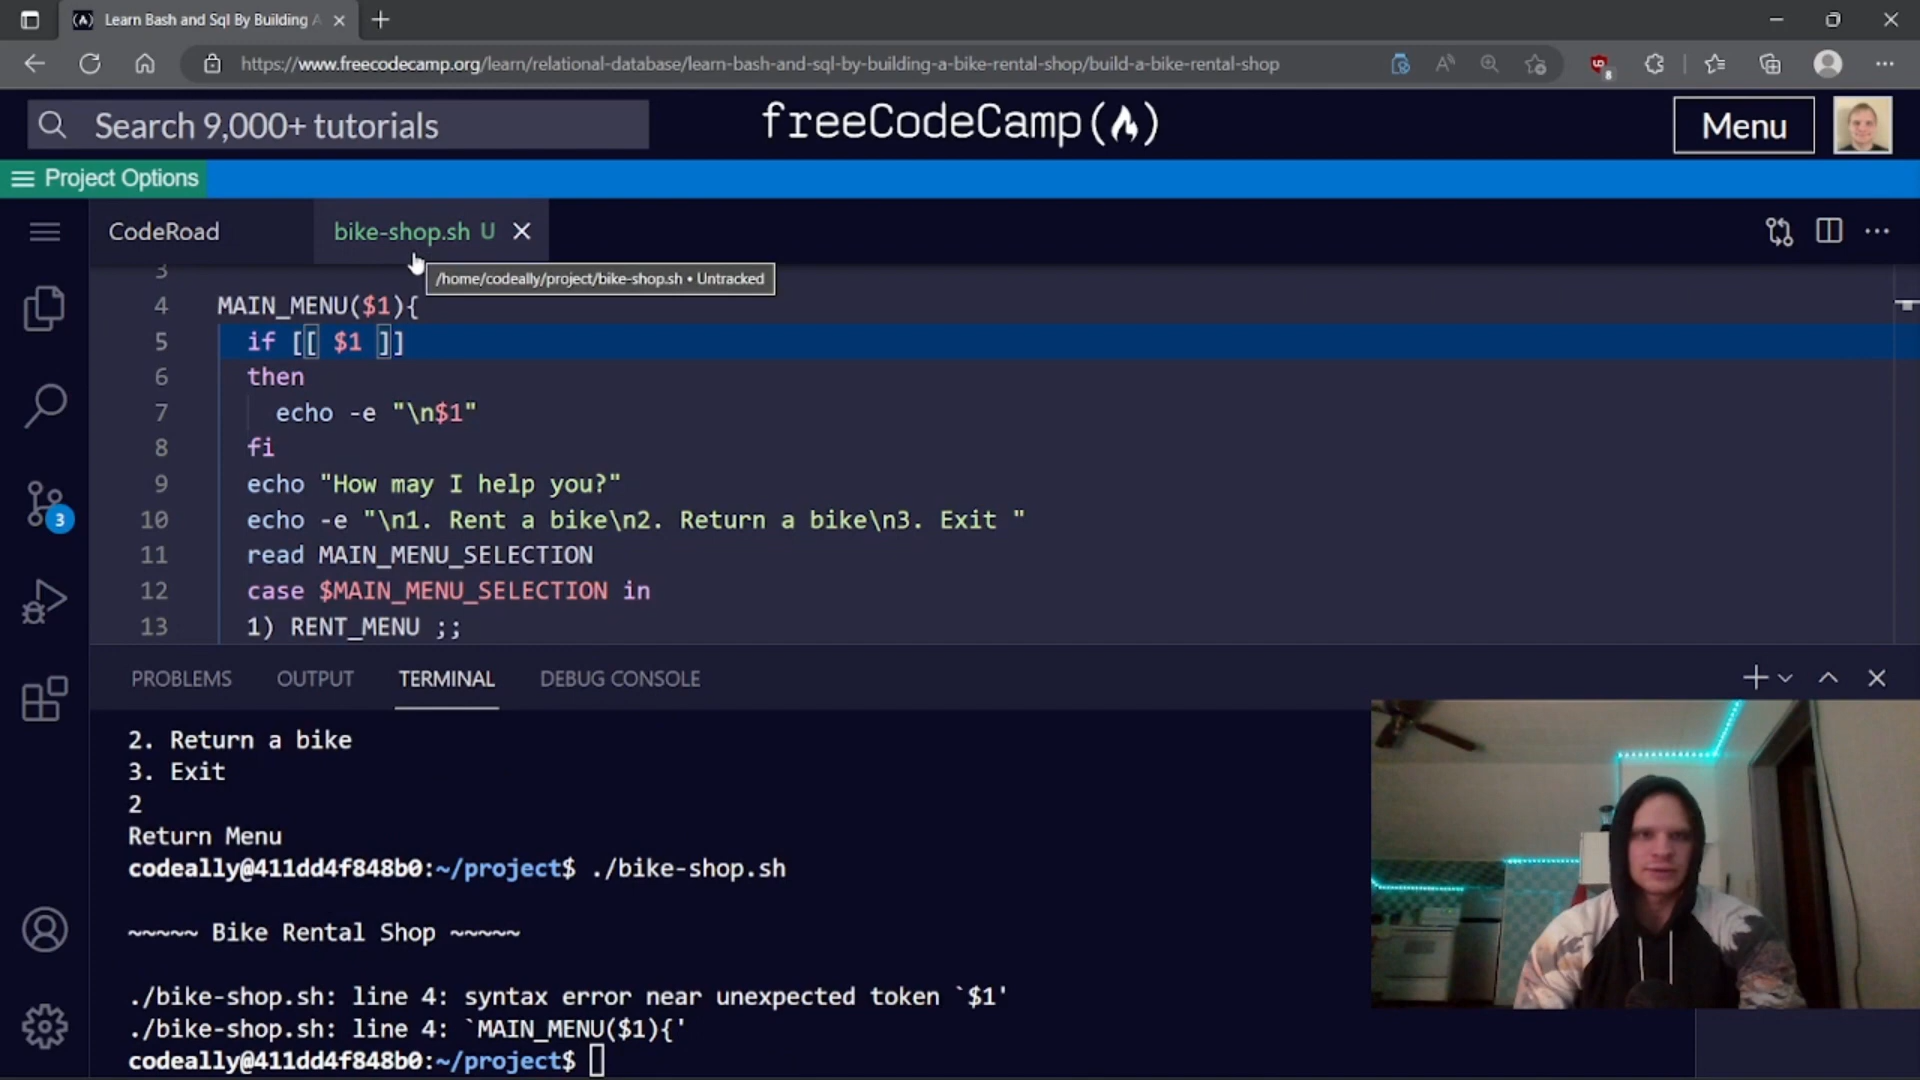 Learn Bash and Sql By Building A
https://www.freecodecamp.org/learn/relational-database/learn-bash-and-sql-by-building-a-bike-rental-shop/build-a-bike-rental-shop
8
Search 9,000+ tutorials
freeCodeCamp
Menu
Project Options
CodeRoad
bike-shop.sh U
/home/codeally/project/bike-shop.sh • Untracked
3
4 MAIN_MENU($1){
5 if [[ $1 ]]
6 then
7 echo -e "\n$1"
8 fi
9 echo "How may I help you?"
10 echo -e "\n1. Rent a bike\n2. Return a bike\n3. Exit "
11 read MAIN_MENU_SELECTION
12 case $MAIN_MENU_SELECTION in
13 1) RENT_MENU ;;
3
PROBLEMS
OUTPUT
TERMINAL
DEBUG CONSOLE
2. Return a bike
3. Exit
2
Return Menu
codeally@411dd4f848b0:~/project$ ./bike-shop.sh
~~~~~ Bike Rental Shop ~~~~~
./bike-shop.sh: line 4: syntax error near unexpected token `$1'
./bike-shop.sh: line 4: `MAIN_MENU($1){'
codeally@411dd4f848b0:~/project$